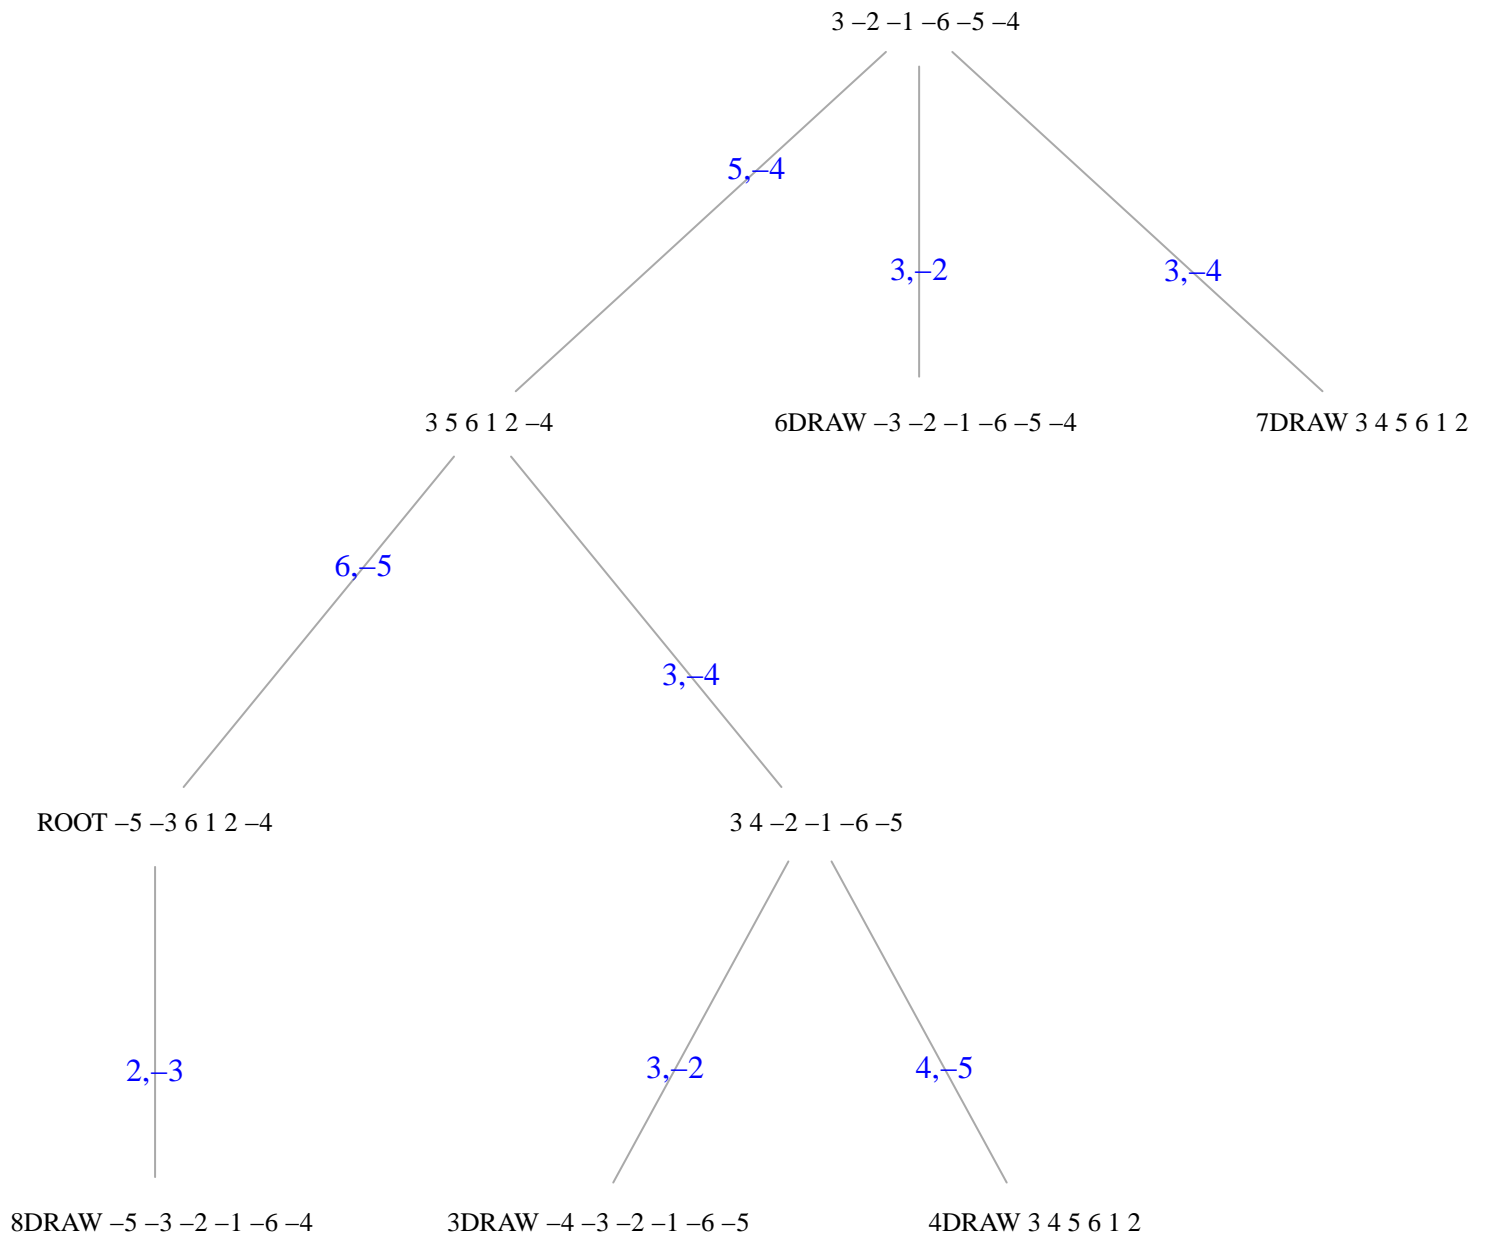 3 –2 –1 –6 –5 –4
5,–4
3,–2
3,–4
3 5 6 1 2 –4
6DRAW –3 –2 –1 –6 –5 –4
7DRAW 3 4 5 6 1 2
6,–5
3,–4
ROOT –5 –3 6 1 2 –4
3 4 –2 –1 –6 –5
2,–3
3,–2
4,–5
8DRAW –5 –3 –2 –1 –6 –4
3DRAW –4 –3 –2 –1 –6 –5
4DRAW 3 4 5 6 1 2